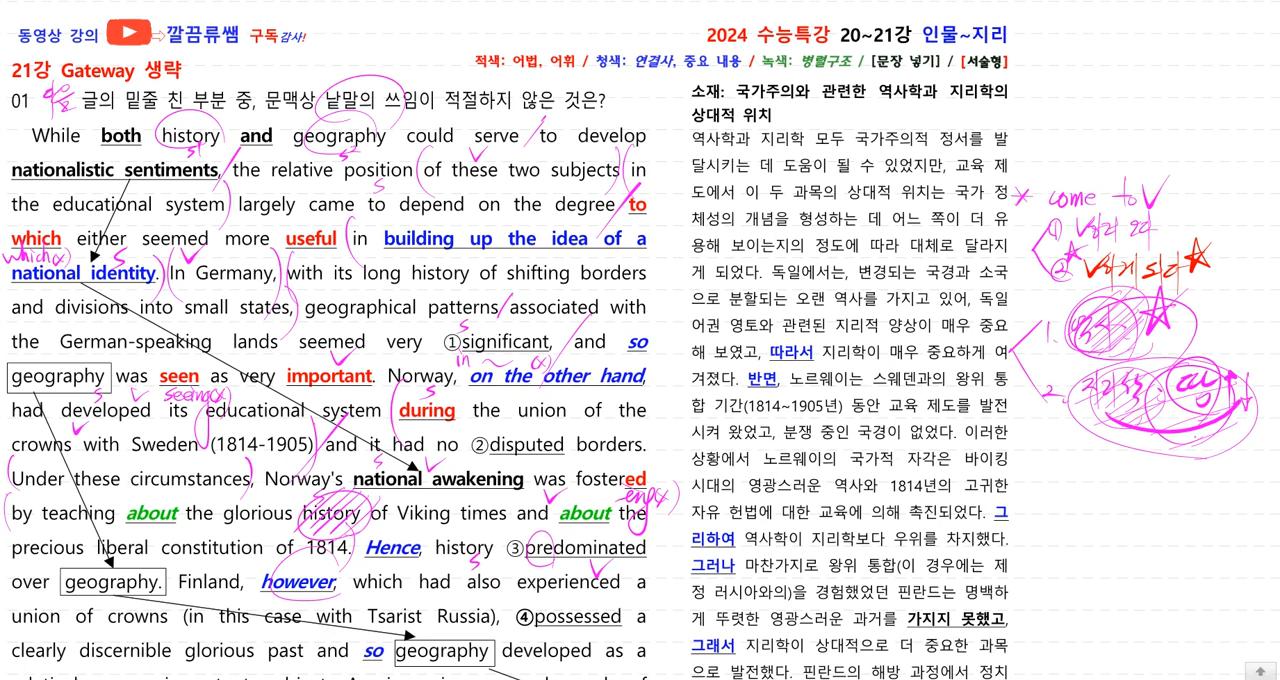 동영상 강의 ⇨깔끔류쌤 구독감사!
2024 수능특강 20~21강 인물~지리
적색: 어법, 어휘 / 청색: 연결사, 중요 내용 / 녹색: 병렬구조 / [문장 넣기] / [서술형]
21강 Gateway 생략
01 다음 글의 밑줄 친 부분 중, 문맥상 낱말의 쓰임이 적절하지 않은 것은?
While both history and geography could serve to develop
nationalistic sentiments, the relative position of these two subjects in
the educational system largely came to depend on the degree to
which either seemed more useful in building up the idea of a
which(x)
national identity. In Germany, with its long history of shifting borders
and divisions into small states, geographical patterns associated with
the German-speaking lands seemed very ①significant, and so
in ~ (x)
geography was seen as very important. Norway, on the other hand,
seeing(x)
had developed its educational system during the union of the
crowns with Sweden (1814-1905) and it had no ②disputed borders.
Under these circumstances, Norway's national awakening was fostered
ing(x)
by teaching about the glorious history of Viking times and about the
precious liberal constitution of 1814. Hence, history ③predominated
over geography. Finland, however, which had also experienced a
union of crowns (in this case with Tsarist Russia), ④possessed a
clearly discernible glorious past and so geography developed as a
소재: 국가주의와 관련한 역사학과 지리학의
상대적 위치
역사학과 지리학 모두 국가주의적 정서를 발
달시키는 데 도움이 될 수 있었지만, 교육 제
도에서 이 두 과목의 상대적 위치는 국가 정
체성의 개념을 형성하는 데 어느 쪽이 더 유
용해 보이는지의 정도에 따라 대체로 달라지
게 되었다. 독일에서는, 변경되는 국경과 소국
으로 분할되는 오랜 역사를 가지고 있어, 독일
어권 영토와 관련된 지리적 양상이 매우 중요
해 보였고, 따라서 지리학이 매우 중요하게 여
겨졌다. 반면, 노르웨이는 스웨덴과의 왕위 통
합 기간(1814~1905년) 동안 교육 제도를 발전
시켜 왔었고, 분쟁 중인 국경이 없었다. 이러한
상황에서 노르웨이의 국가적 자각은 바이킹
시대의 영광스러운 역사와 1814년의 고귀한
자유 헌법에 대한 교육에 의해 촉진되었다. 그
리하여 역사학이 지리학보다 우위를 차지했다.
그러나 마찬가지로 왕위 통합(이 경우에는 제
정 러시아와의)을 경험했었던 핀란드는 명백하
게 뚜렷한 영광스러운 과거를 가지지 못했고,
그래서 지리학이 상대적으로 더 중요한 과목
으로 발전했다. 핀란드의 해방 과정에서 정치
* come to V
① V하러 오다
② V하게 되다
1. 역사
2. 지리학: 땅